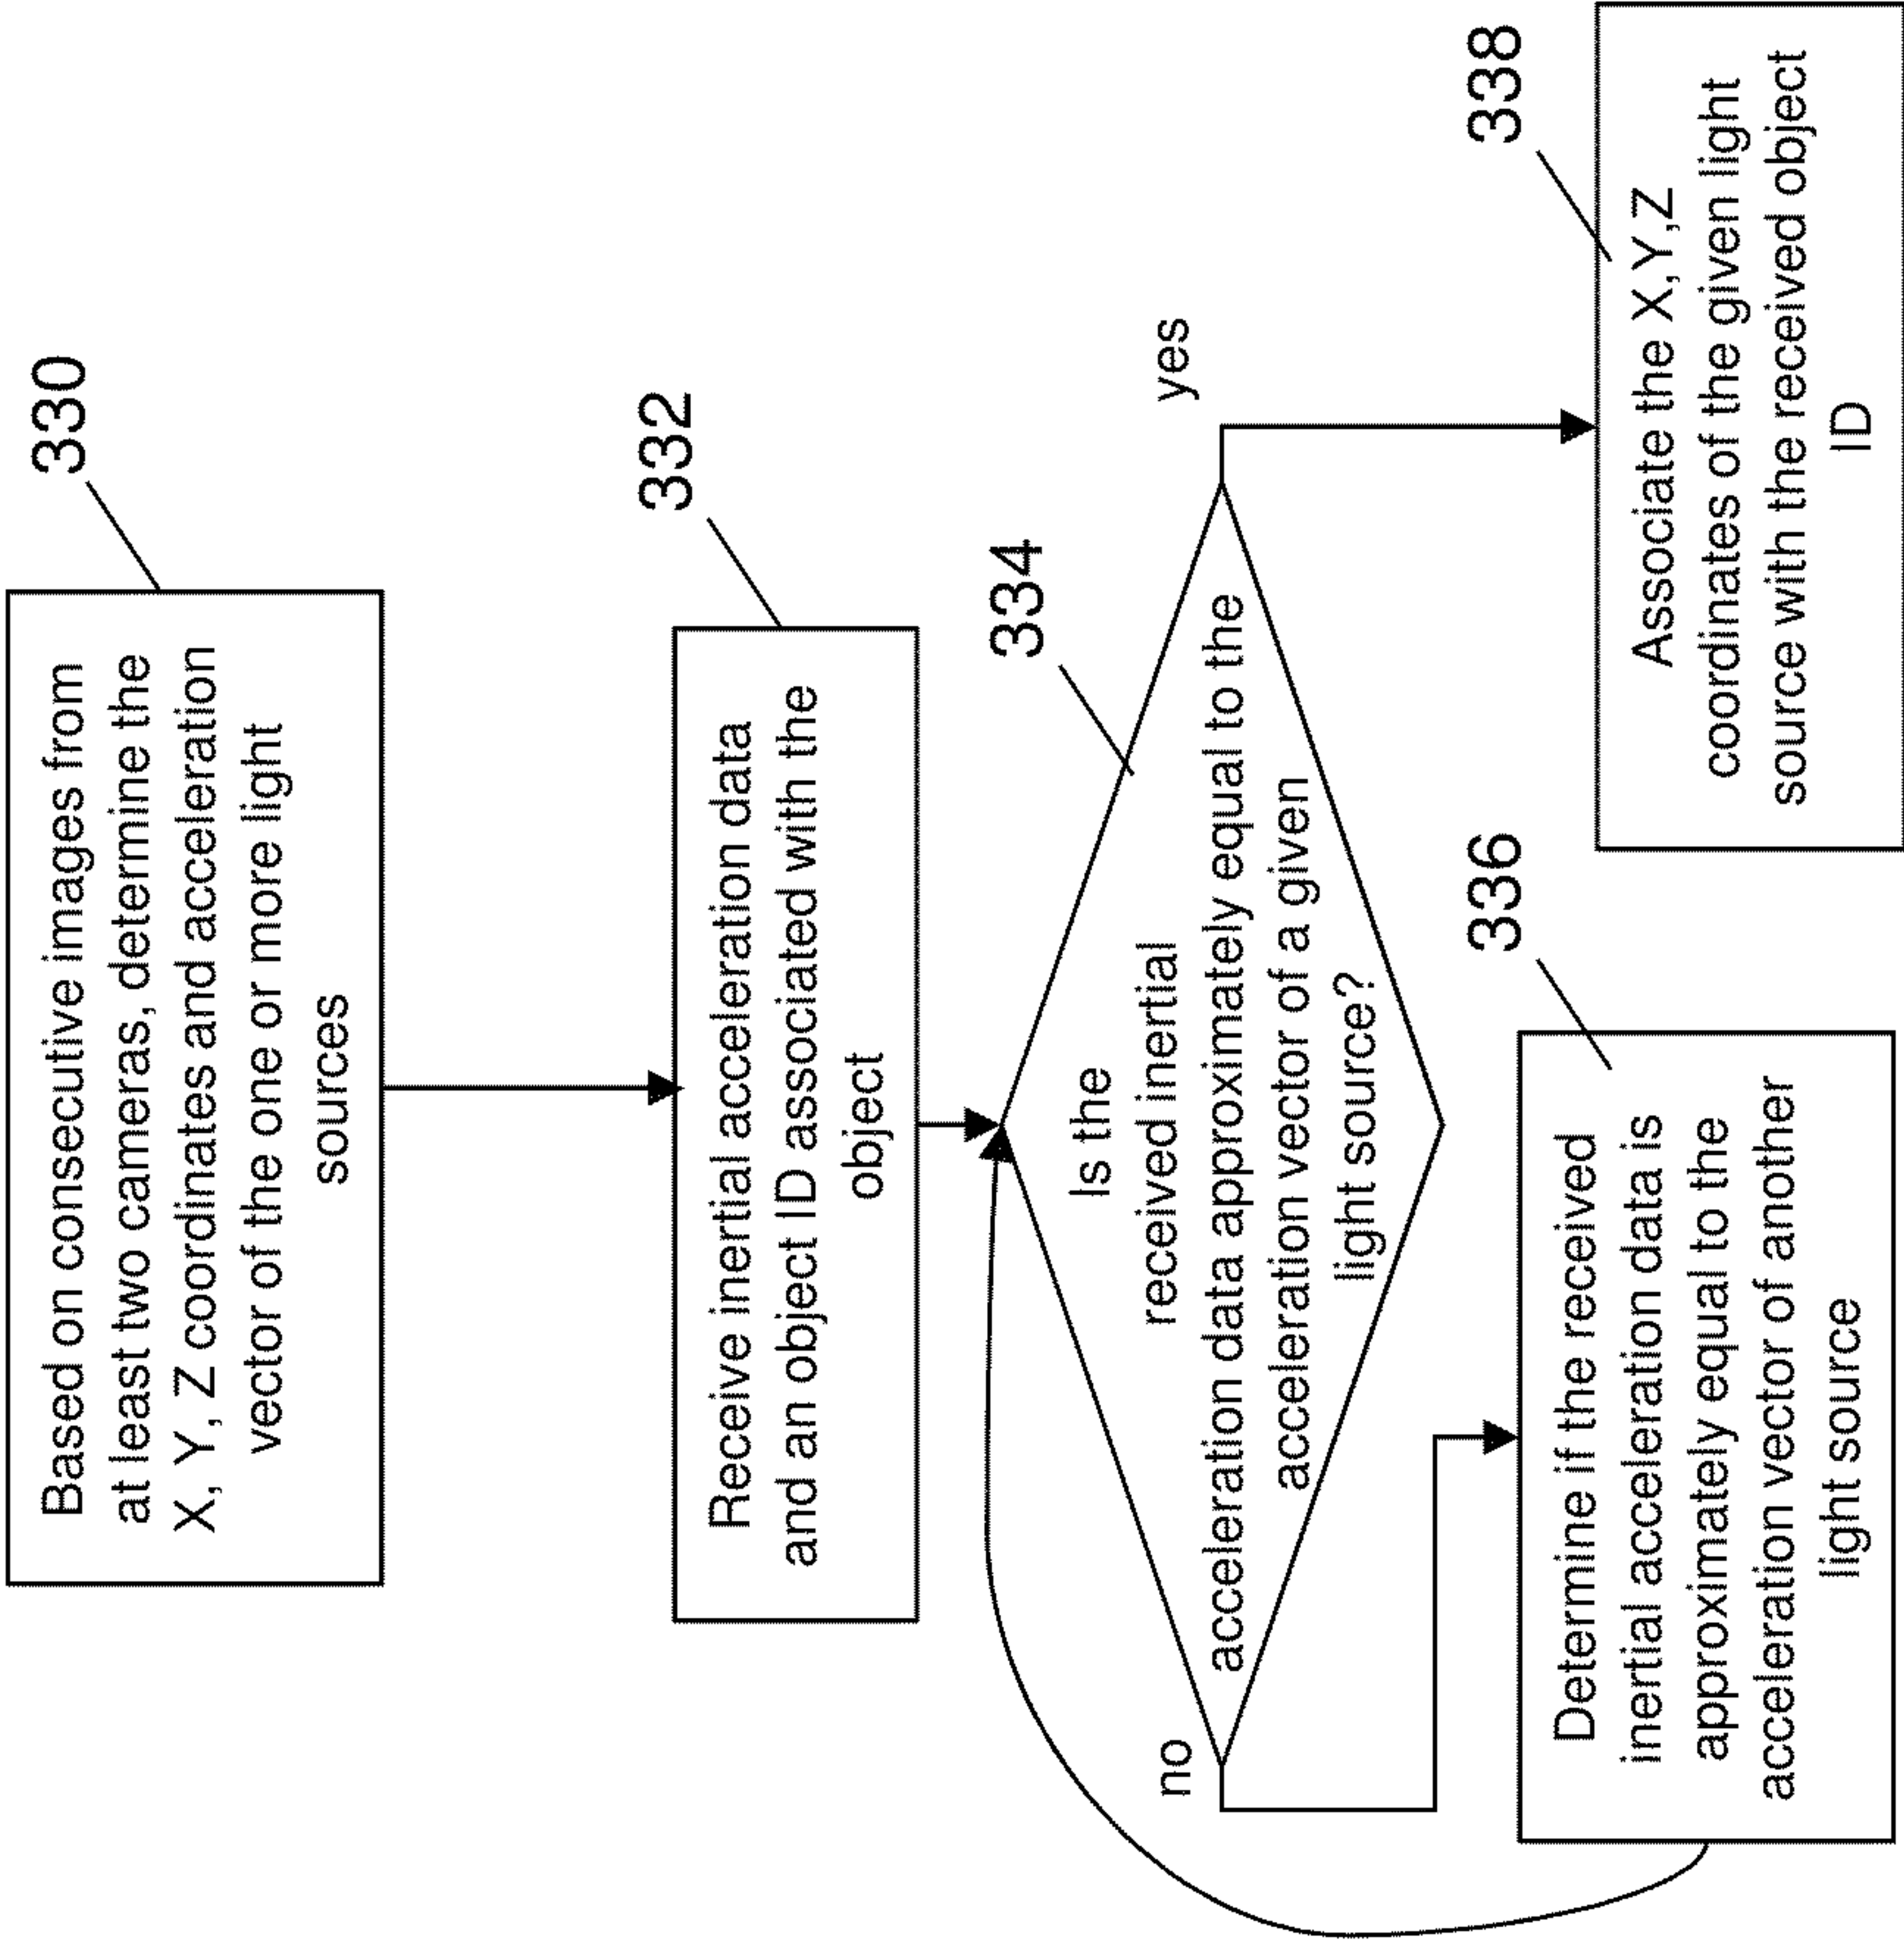 330
Based on consecutive images from
at least two cameras, determine the
X, Y, Z coordinates and acceleration
vector of the one or more light
sources
332
Receive inertial acceleration data
and an object ID associated with the
object
334
Is the
received inertial
acceleration data approximately equal to the
acceleration vector of a given
light source?
no
yes
336
Determine if the received
inertial acceleration data is
approximately equal to the
acceleration vector of another
light source
338
Associate the X,Y,Z
coordinates of the given light
source with the received object
ID